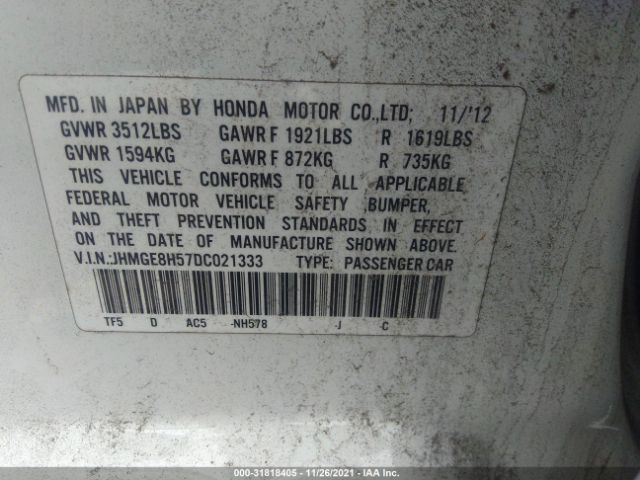 MFD. IN JAPAN BY HONDA MOTOR CO.,LTD; 11/'12
GVWR 3512LBS GAWR F 1921LBS R 1619LBS
GVWR 1594KG GAWR F 872KG R 735KG
THIS VEHICLE CONFORMS TO ALL APPLICABLE
FEDERAL MOTOR VEHICLE SAFETY ,BUMPER,
AND THEFT PREVENTION STANDARDS IN EFFECT
ON THE DATE OF MANUFACTURE SHOWN ABOVE.
V.I.N.:JHMGE8H57DC021333 TYPE: PASSENGER CAR
TF5 D AC5 -NH578 -J -C
© - 31818405 - 11/26/2021 - IAA Inc.